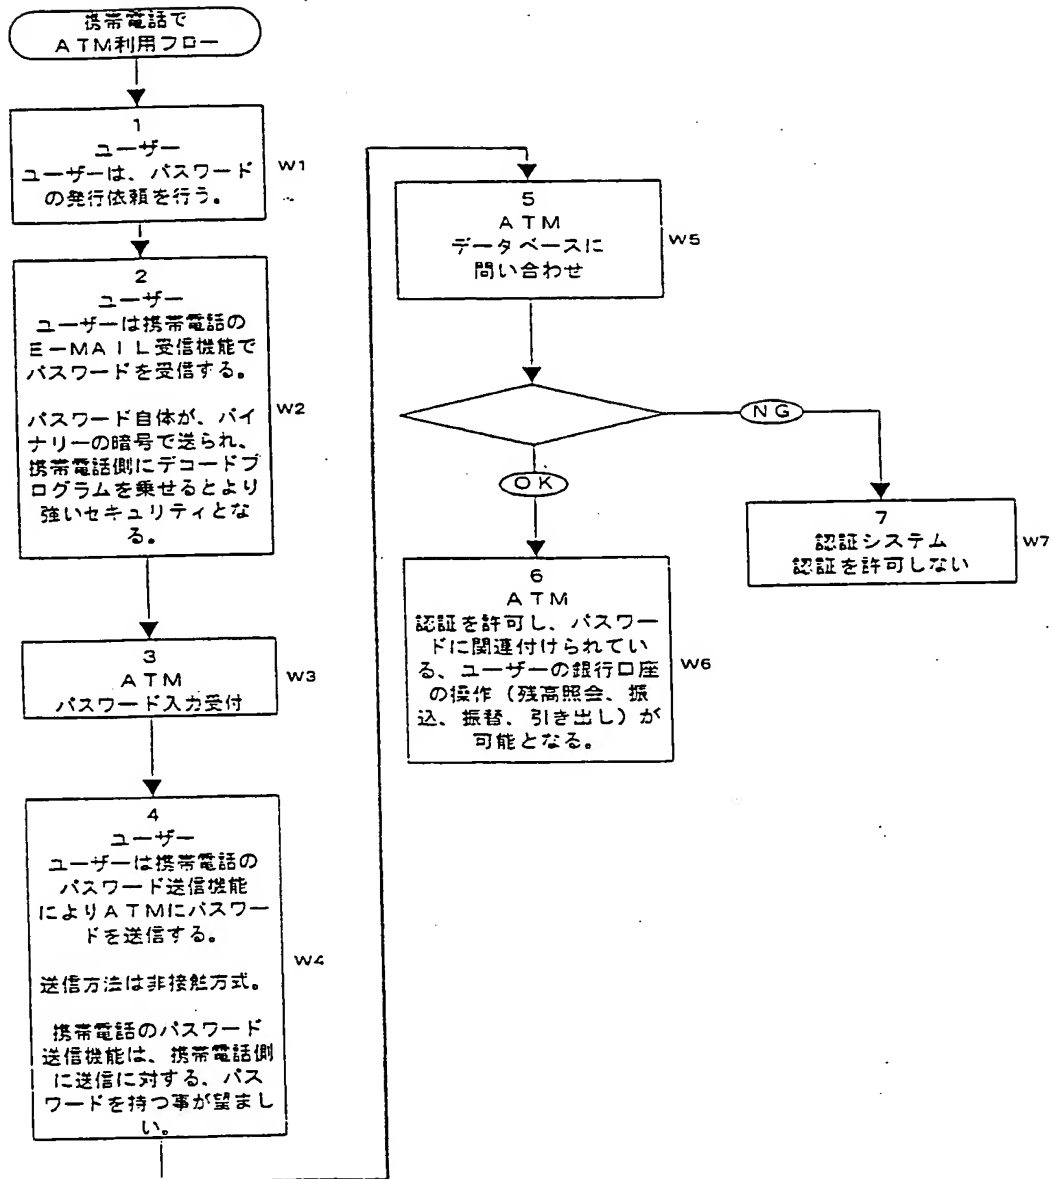 携帯電話で
ATM利用フロー
1
ユーザー
ユーザーは、パスワード
の発行依頼を行う。
W1
2
ユーザー
ユーザーは携帯電話の
E-MAIL受信機能で
パスワードを受信する。
パスワード自体が、バイ
ナリーの暗号で送られ、
携帯電話側にデコードプ
ログラムを乗せるとより
強いセキュリティとな
る。
W2
3
ATM
パスワード入力受付
W3
4
ユーザー
ユーザーは携帯電話の
パスワード送信機能
によりATMにパスワー
ドを送信する。
送信方法は非接触方式。
携帯電話のパスワード
送信機能は、携帯電話側
に送信に対する、パス
ワードを持つ事が望まし
い。
W4
5
ATM
データベースに
問い合わせ
W5
NG
OK
6
ATM
認証を許可し、パスワー
ドに関連付けられてい
る、ユーザーの銀行口座
の操作（残高照会、振
込、振替、引き出し）が
可能となる。
W6
7
認証システム
認証を許可しない
W7